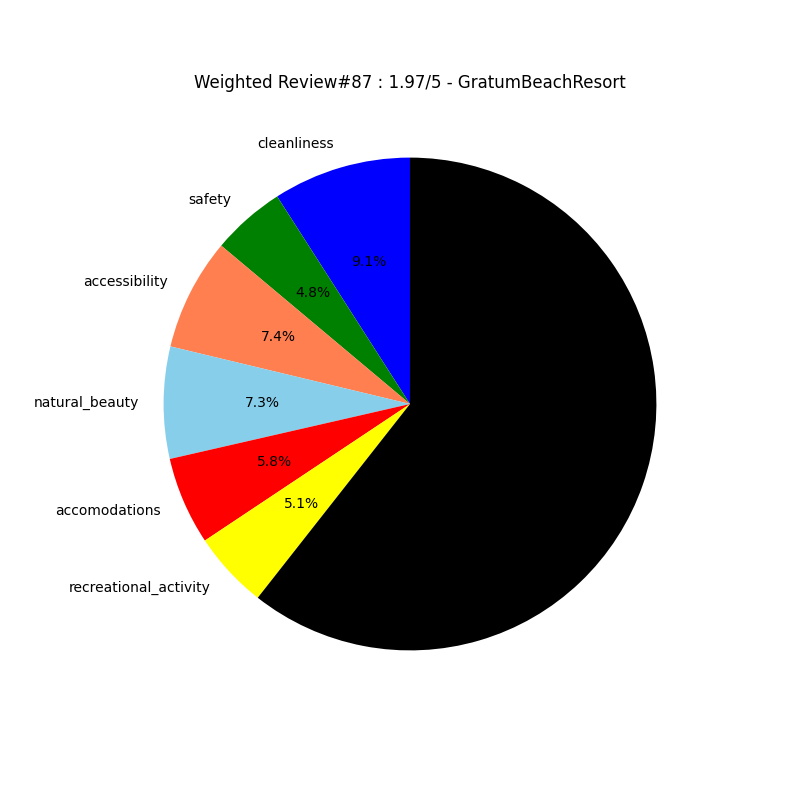 Weighted Review#87 : 1.97/5 - GratumBeachResort
cleanliness
9.1%
safety
4.8%
accessibility
7.4%
natural_beauty
7.3%
accomodations
5.8%
recreational_activity
5.1%